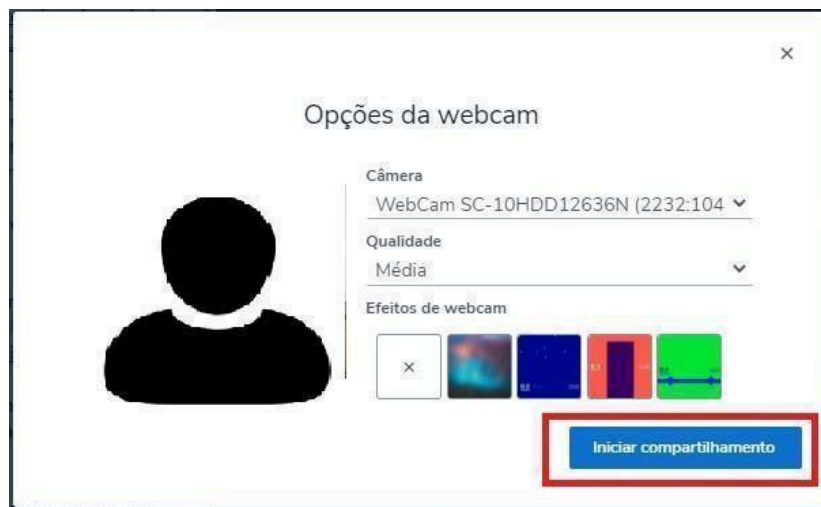 ×
Opções da webcam
Câmera
WebCam SC-10HDD12636N (2232:104
Qualidade
Média
Efeitos de webcam
×
Iniciar compartilhamento